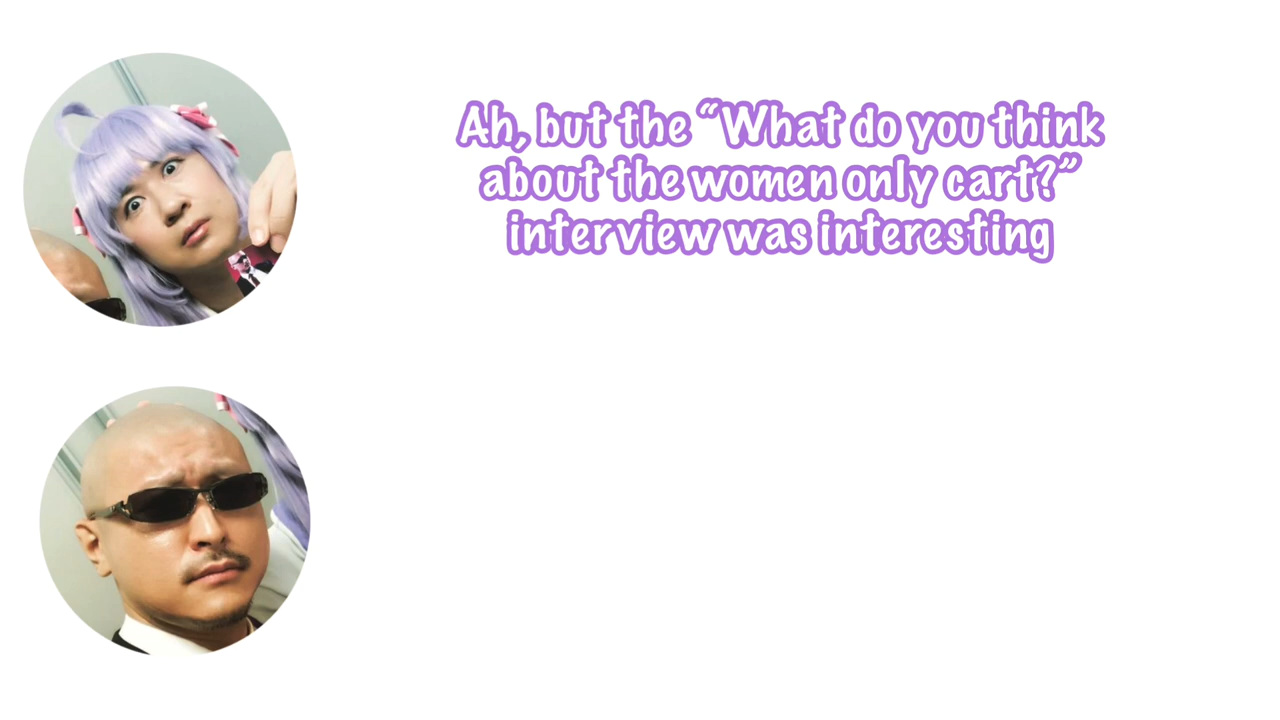 Ah, but the “What do you think
about the women only cart?”
interview was interesting